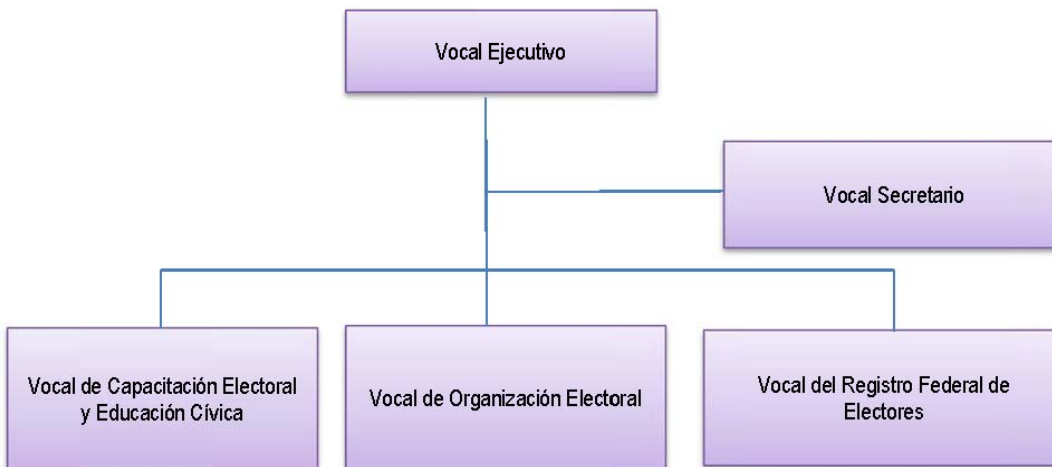 Vocal Ejecutivo
Vocal Secretario
Vocal de Capacitación Electoral
y Educación Cívica
Vocal de Organización Electoral
Vocal del Registro Federal de
Electores